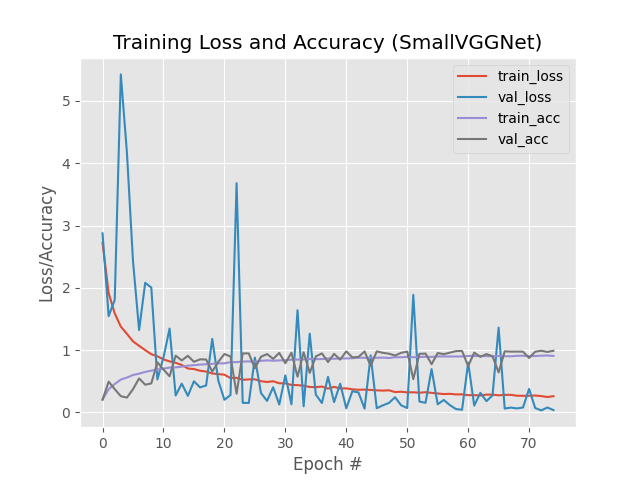 Training Loss and Accuracy (SmallVGGNet)
train_loss
val_loss
train_acc
val_acc
Loss/Accuracy
5
4
3
2
1
0
0 10 20 30 40 50 60 70
Epoch #